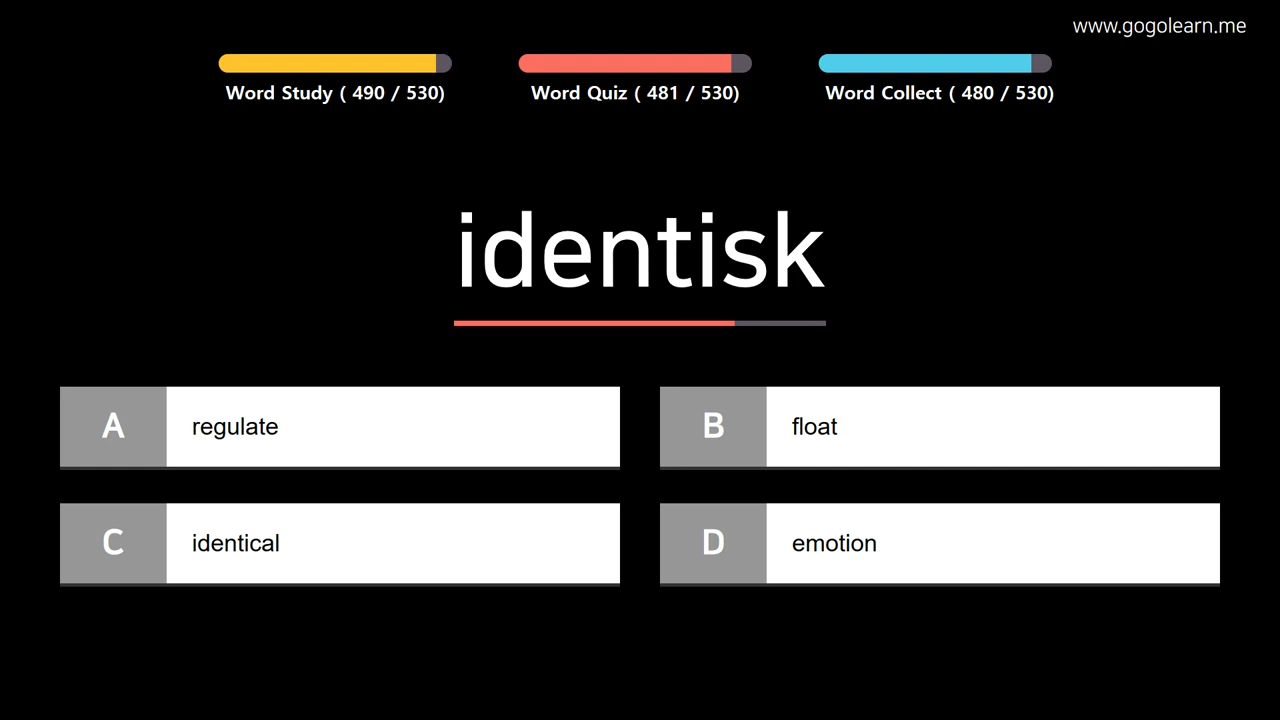 www.gogolearn.me
Word Study ( 490 / 530)
Word Quiz ( 481 / 530)
Word Collect ( 480 / 530)
identisk
A regulate
B float
C identical
D emotion